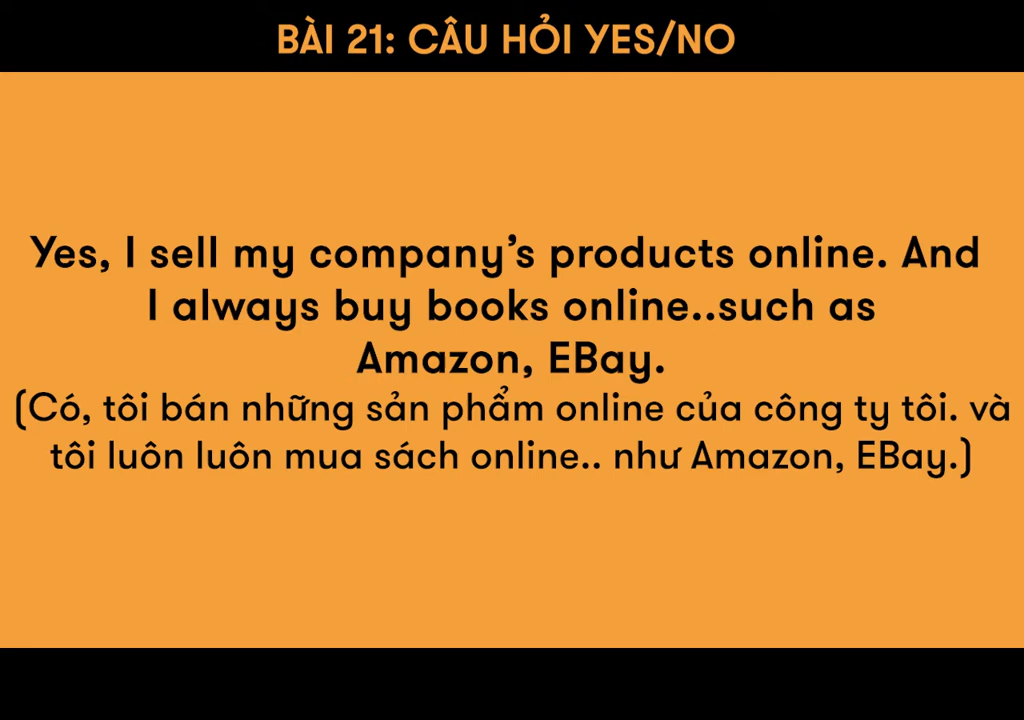 BÀI 21: CÂU HỎI YES/NO
Yes, I sell my company’s products online. And
I always buy books online..such as
Amazon, EBay.
(Có, tôi bán những sản phẩm online của công ty tôi. và
tôi luôn luôn mua sách online.. như Amazon, EBay.)